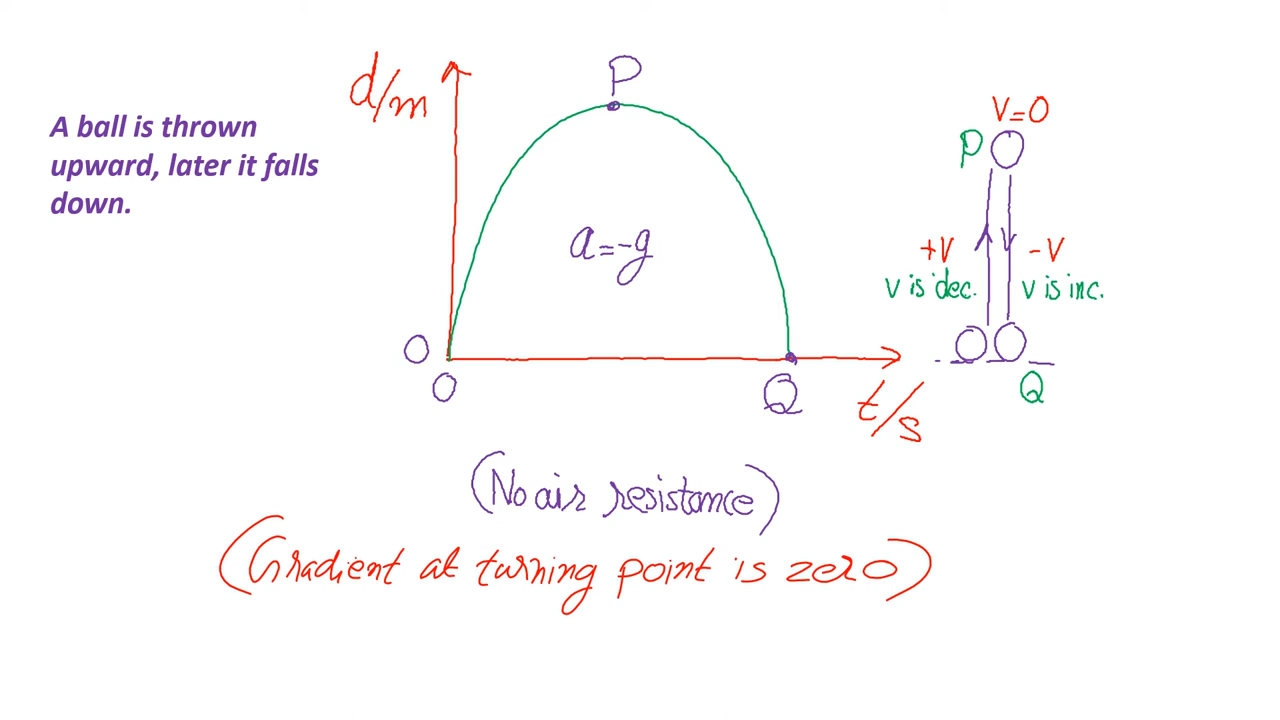 A ball is thrown
upward, later it falls
down.
d/m
P
a=-g
O
O
Q
t/s
V=O
P
+V
-V
v is dec.
v is inc.
Q
(No air resistance)
(Gradient at turning point is zero)